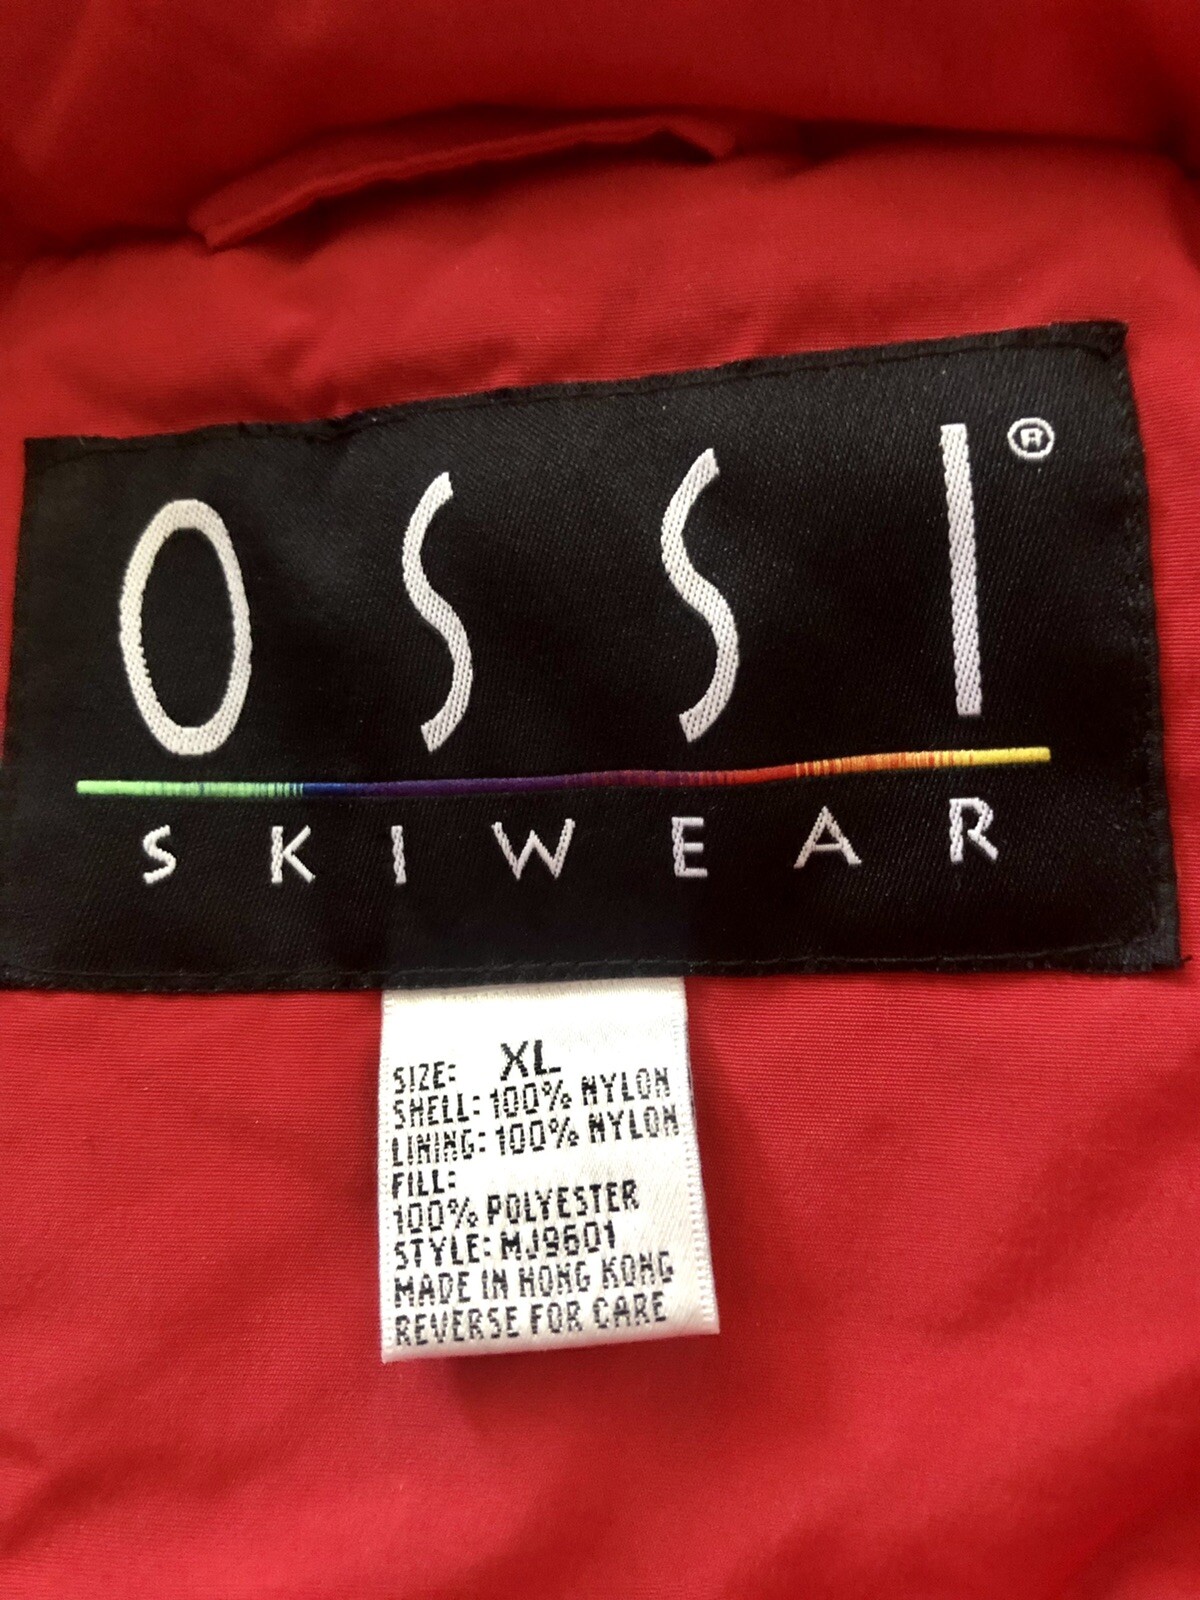 OSSI ®
SKIWEAR
SIZE: XL
SHELL: 100% NYLON
LINING: 100% NYLON
FILL:
100% POLYESTER
STYLE: MJ9601
MADE IN HONG KONG
REVERSE FOR CARE